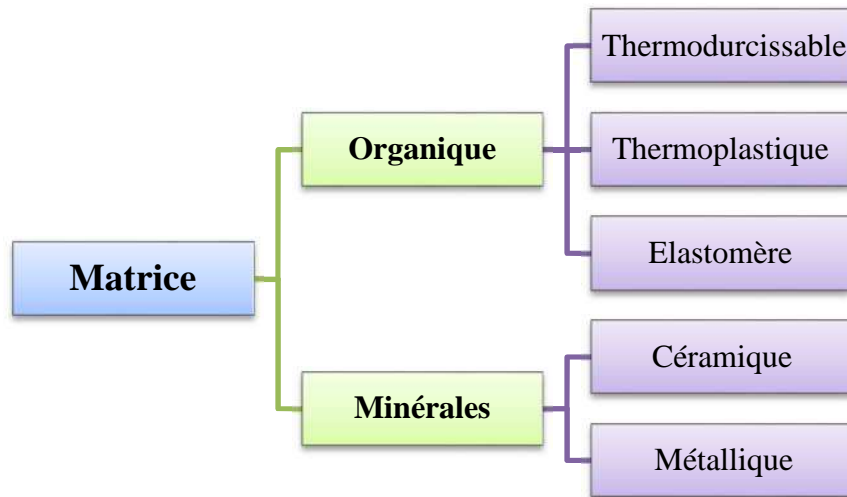 Matrice
Organique
Thermodurcissable
Thermoplastique
Elastomère
Minérales
Céramique
Métallique